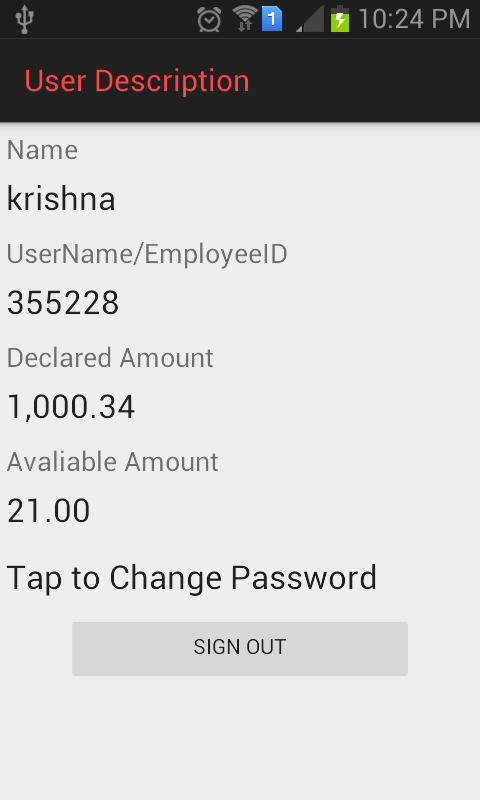 1
10:24 PM
User Description
Name
krishna
UserName/EmployeeID
355228
Declared Amount
1,000.34
Avaliable Amount
21.00
Tap to Change Password
SIGN OUT